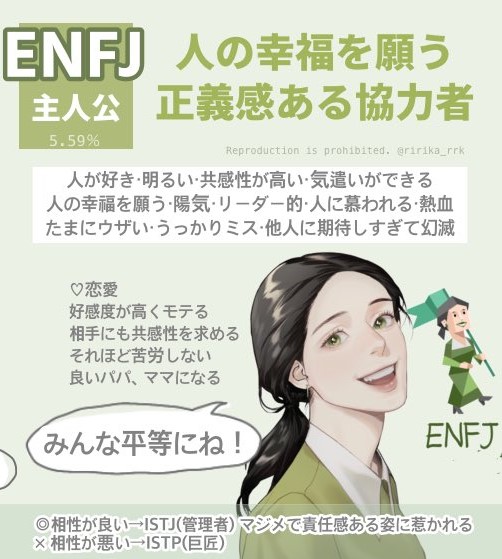 ENFJ
主人公
5.59%
人の幸福を願う
正義感ある協力者
Reproduction is prohibited. @ririka_rrk
人が好き·明るい·共感性が高い·気遣いができる
人の幸福を願う·陽気·リーダー的·人に慕われる·熱血
たまにウザい·うっかりミス·他人に期待しすぎて幻滅
♡恋愛
好感度が高くモテる
相手にも共感性を求める
それほど苦労しない
良いパパ、ママになる
みんな平等にね！
ENFJ
◎相性が良い→ISTJ(管理者) マジメで責任感ある姿に惹かれる
×相性が悪い→ISTP(巨匠)